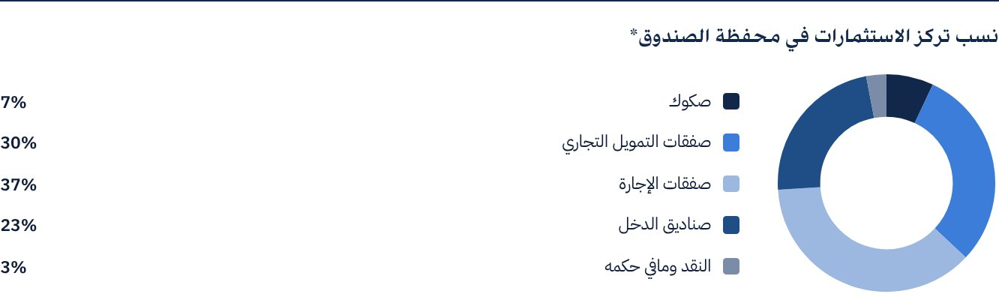 نسب تركز الاستثمارات في محفظة الصندوق*
صكوك 7%
صفقات التمويل التجاري 30%
صفقات الإجارة 37%
صناديق الدخل 23%
النقد ومافي حكمه 3%